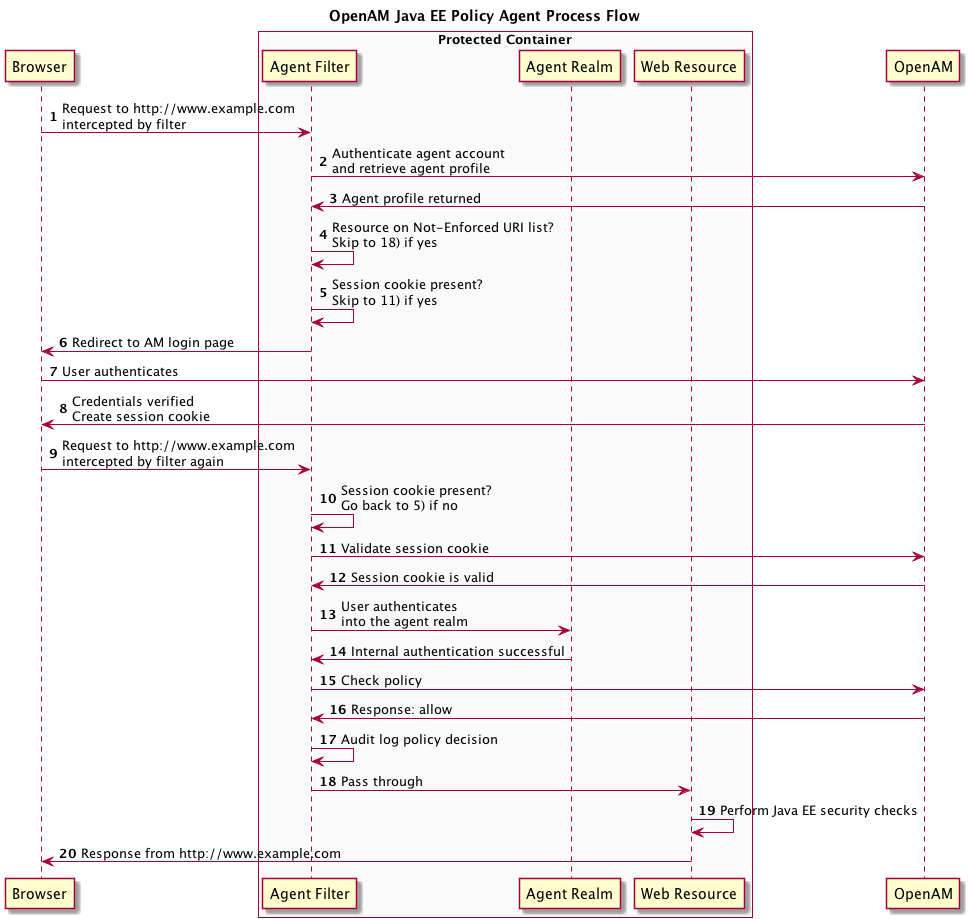 OpenAM Java EE Policy Agent Process Flow
Protected Container
Browser
Agent Filter
Agent Realm
Web Resource
OpenAM
1 Request to http://www.example.com
intercepted by filter
2 Authenticate agent account
and retrieve agent profile
3 Agent profile returned
4 Resource on Not-Enforced URI list?
Skip to 18) if yes
5 Session cookie present?
Skip to 11) if yes
6 Redirect to AM login page
7 User authenticates
8 Credentials verified
Create session cookie
9 Request to http://www.example.com
intercepted by filter again
10 Session cookie present?
Go back to 5) if no
11 Validate session cookie
12 Session cookie is valid
13 User authenticates
into the agent realm
14 Internal authentication successful
15 Check policy
16 Response: allow
17 Audit log policy decision
18 Pass through
19 Perform Java EE security checks
20 Response from http://www.example.com
Browser
Agent Filter
Agent Realm
Web Resource
OpenAM